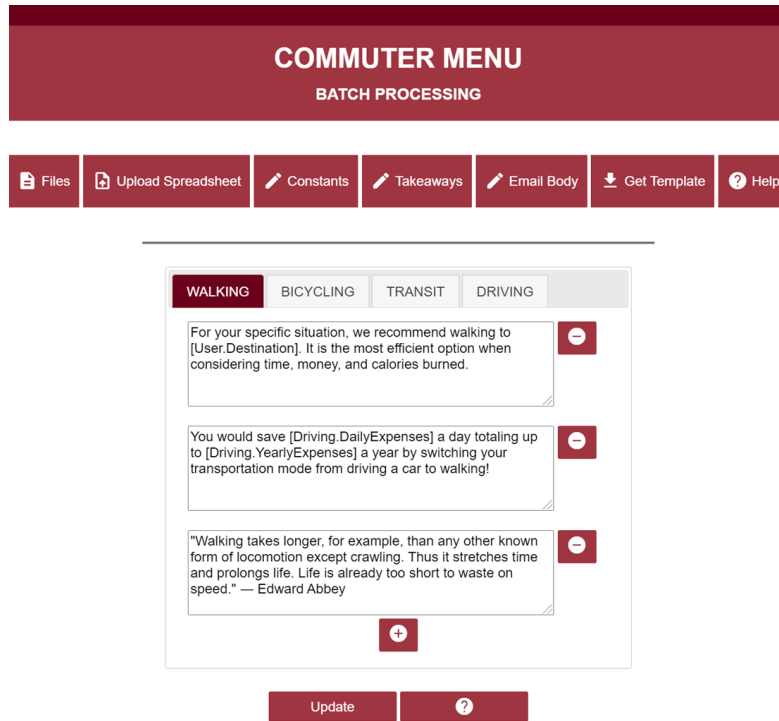 COMMUTER MENU
BATCH PROCESSING
Files Upload Spreadsheet Constants Takeaways Email Body Get Template Help
WALKING BICYCLING TRANSIT DRIVING
For your specific situation, we recommend walking to
[User.Destination]. It is the most efficient option when
considering time, money, and calories burned.
You would save [Driving.DailyExpenses] a day totaling up
to [Driving.YearlyExpenses] a year by switching your
transportation mode from driving a car to walking!
"Walking takes longer, for example, than any other known
form of locomotion except crawling. Thus it stretches time
and prolongs life. Life is already too short to waste on
speed." — Edward Abbey
Update